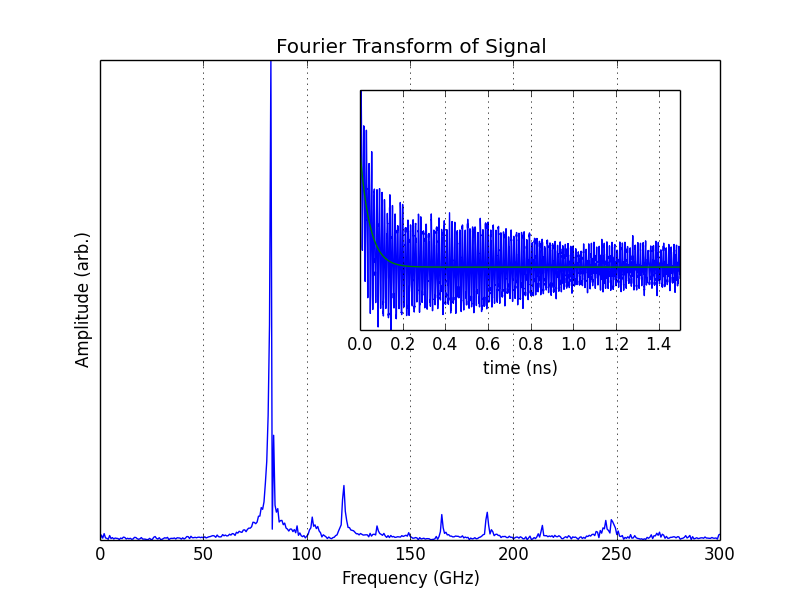 Fourier Transform of Signal
Amplitude (arb.)
0.0 0.2 0.4 0.6 0.8 1.0 1.2 1.4
time (ns)
0 50 100 150 200 250 300
Frequency (GHz)